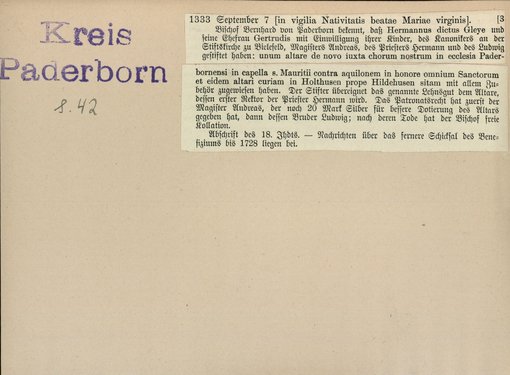 Kreis
Paderborn
S. 42
1333 September 7 [in vigilia Nativitatis beatae Mariae virginis]. [3
Bischof Bernhard von Paderborn bekennt, daß Hermannus dictus Gleye und
seine Ehefrau Gertrudis mit Einwilligung ihrer Kinder, des Kanonikers an der
Stiftskirche zu Bielefeld, Magisters Andreas, des Priesters Hermann und des Ludwig
gestiftet haben: unum altare de novo iuxta chorum nostrum in ecclesia Pader-
bornensi in capella s. Mauritii contra aquilonem in honore omnium Sanctorum
et eidem altari curiam in Holthusen prope Hildehusen sitam mit allem Zu-
behör zugewiesen haben. Der Stifter übereignet das genannte Lehnsgut dem Altare,
dessen erster Rektor der Priester Hermann wird. Das Patronatsrecht hat zuerst der
Magister Andreas, der noch 20 Mark Silber für bessere Dotierung des Altars
gegeben hat, dann dessen Bruder Ludwig; nach deren Tode hat der Bischof freie
Kollation.
Abschrift des 18. Jhdts. — Nachrichten über das fernere Schicksal des Bene-
fiziums bis 1728 liegen bei.